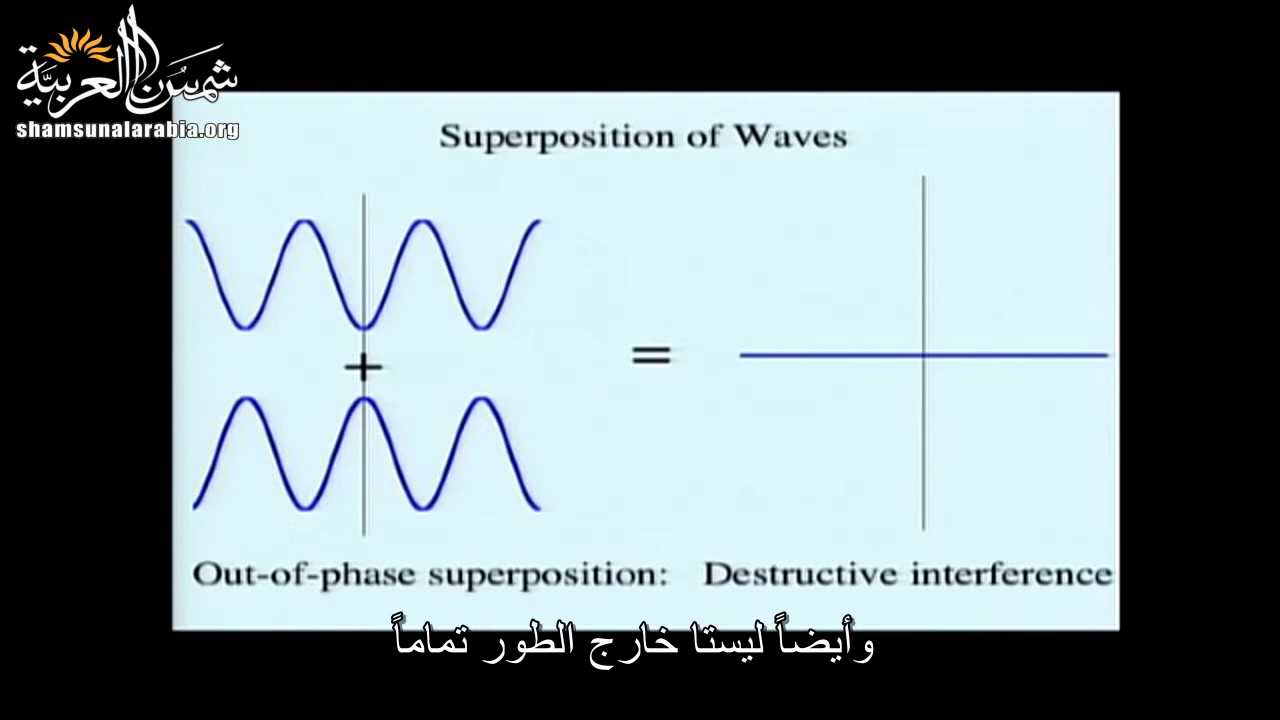 شمس العربية
shamsunalarabia.org
Superposition of Waves
+
=
Out-of-phase superposition: Destructive interference
وأيضاً ليستا خارج الطور تماماً